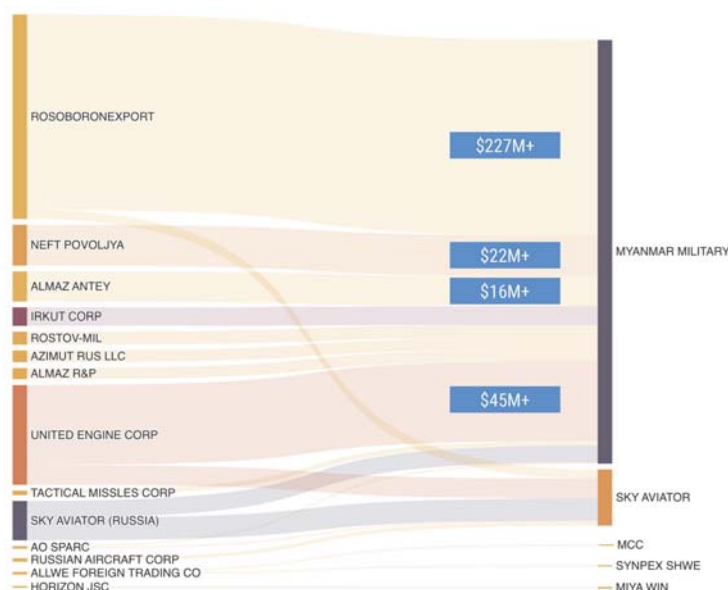 ROSOBORONEXPORT
$227M+
NEFT POVOLJYA
$22M+
MYANMAR MILITARY
ALMAZ ANTEY
$16M+
IRKUT CORP
ROSTOV-MIL
AZIMUT RUS LLC
ALMAZ R&P
$45M+
UNITED ENGINE CORP
TACTICAL MISSLES CORP
SKY AVIATOR
SKY AVIATOR (RUSSIA)
AO SPARC
MCC
RUSSIAN AIRCRAFT CORP
SYNPEX SHWE
ALLWE FOREIGN TRADING CO
HORIZON JSC
MIYA WIN